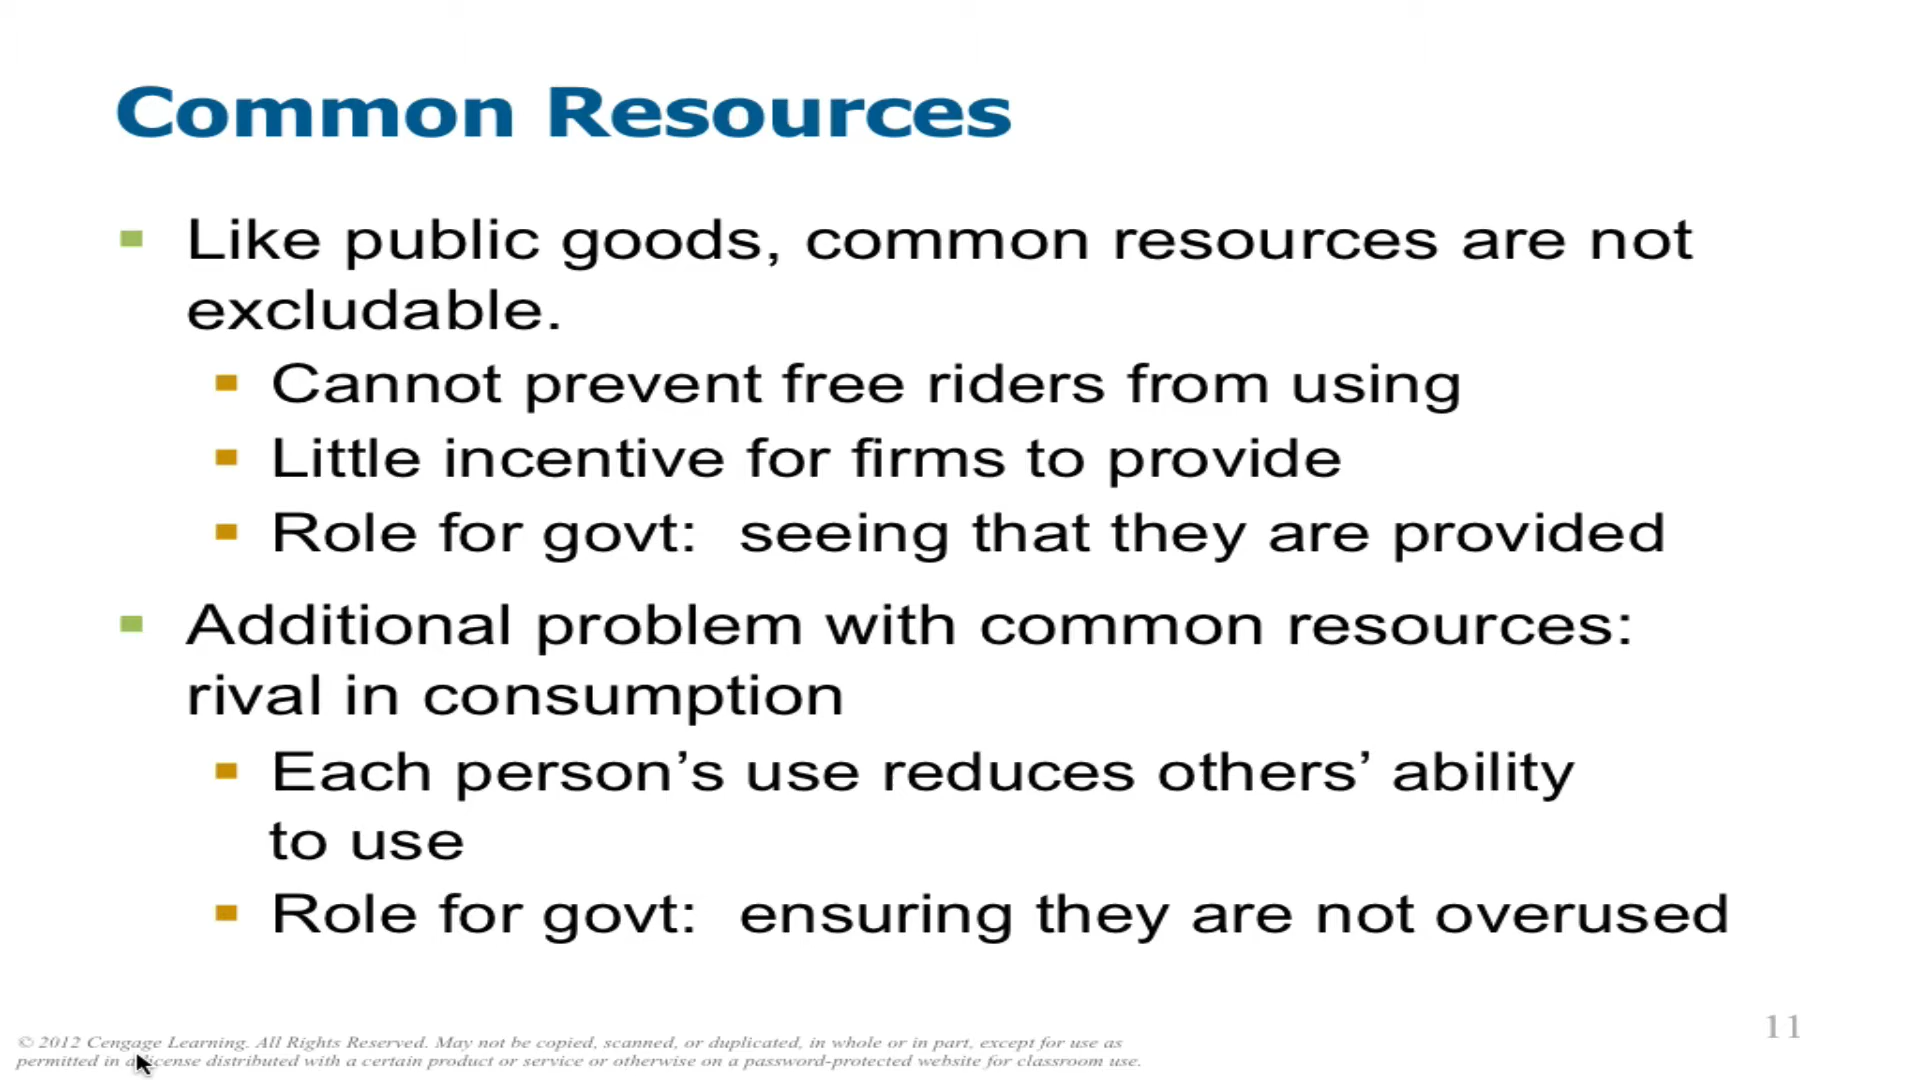 Common Resources
Like public goods, common resources are not
excludable.
Cannot prevent free riders from using
Little incentive for firms to provide
Role for govt:  seeing that they are provided
Additional problem with common resources:
rival in consumption
Each person’s use reduces others’ ability
to use
Role for govt:  ensuring they are not overused
11
© 2012 Cengage Learning. All Rights Reserved. May not be copied, scanned, or duplicated, in whole or in part, except for use as
permitted in a license distributed with a certain product or service or otherwise on a password-protected website for classroom use.